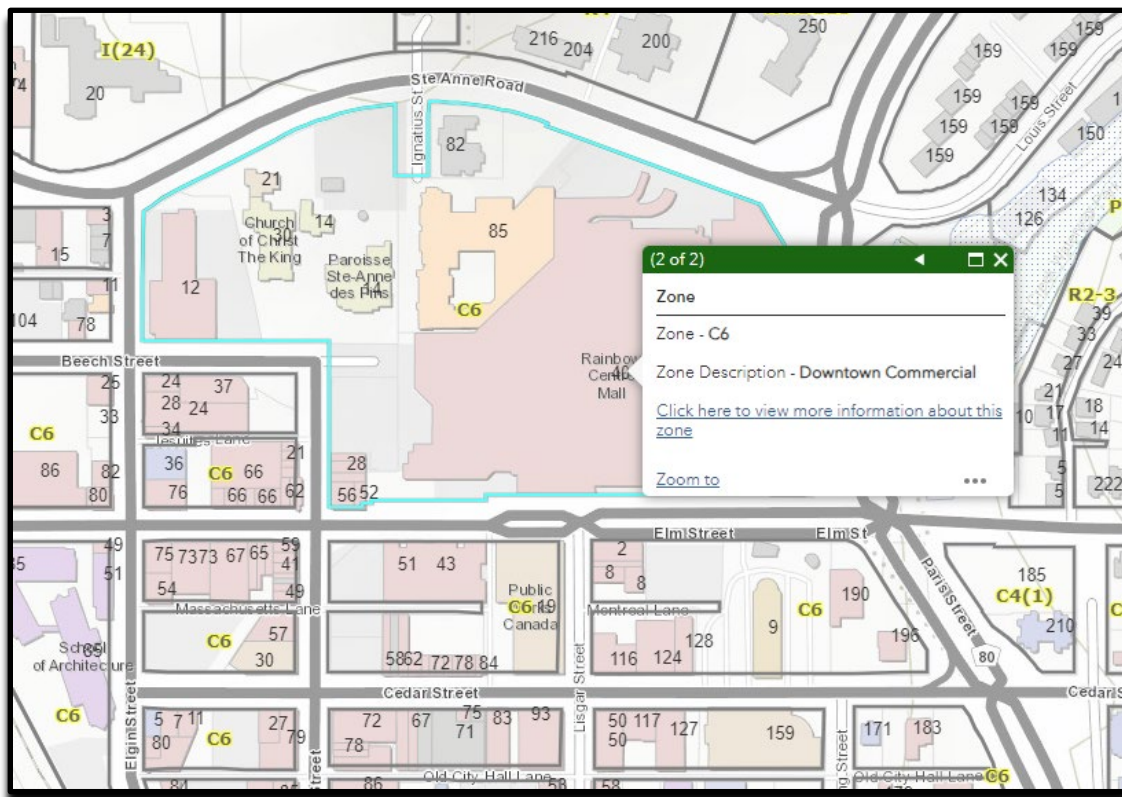 250
216
204
200
159
159
I(24)
20
Ste Anne Road
Ignatius St
82
159
159
159
159
159
Louis Street
150
134
126
21
Church
of Christ
The King
30
14
Paroisse
Ste-Anne
des Pins
14
85
C6
12
3
7
15
11
104
78
Beech Street
(2 of 2)
Zone
Zone - C6
Zone Description - Downtown Commercial
Click here to view more information about this
zone
Zoom to
R2-3
39
33
27
24
21
10
17
11
18
14
5
5
222
Mall
25
33
C6
86
82
80
24
37
28
24
34
Jesuites Lane
36
C6
66
21
76
66
66
62
28
56
52
Elm Street
Elm St
49
51
75
73
73
67
65
59
41
54
49
Massachusetts Lane
51
43
Public
Canada
C6
19
2
8
8
Montreal Lane
C6
190
9
196
Paris Street
80
185
C4(1)
210
School
of Architecture
35
C6
57
30
58
62
72
78
84
116
124
128
Cedar Street
Lisgar Street
C6
Elgin Street
5
7
11
80
C6
27
79
72
67
75
71
83
93
78
50
117
50
127
159
171
183
Old City Hall Lane
Old City Hall Lane
C6
84
86
58
58